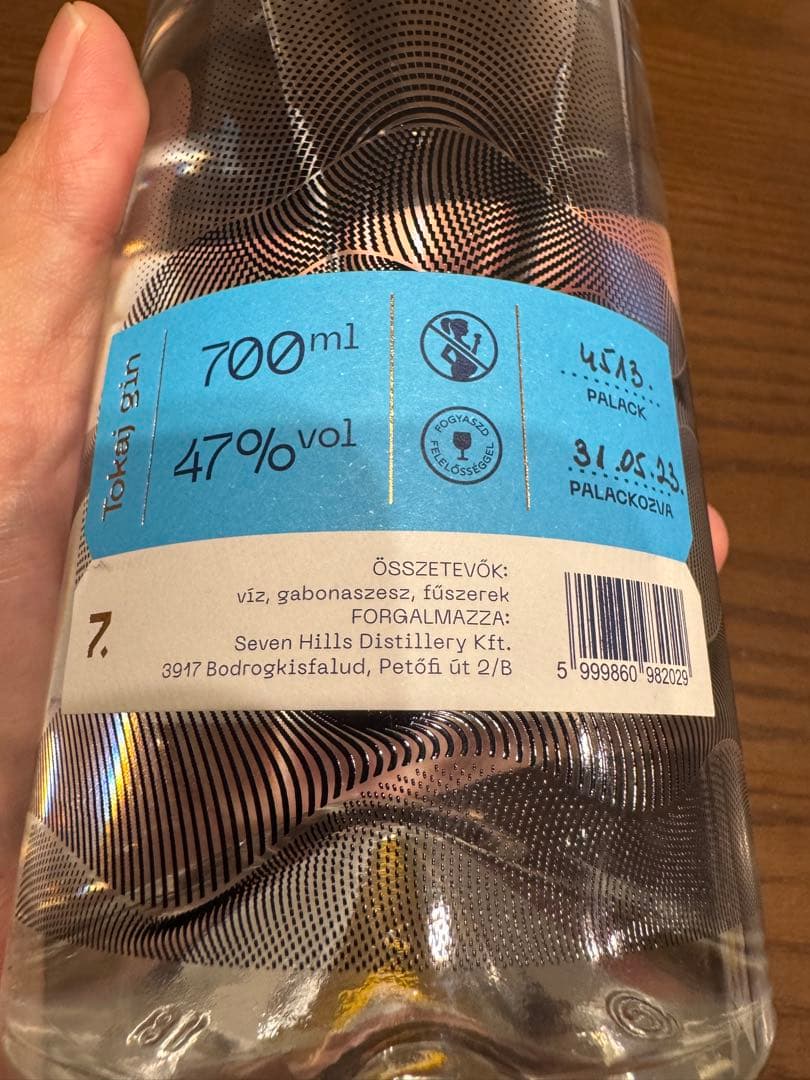 Tokaj gin
700ml
47%vol
FOGYASZD
FELELŐSSÉGGEL
4513.
PALACK
31.05.23.
PALACKOZVA
7.
ÖSSZETEVŐK:
víz, gabonaszesz, fűszerek
FORGALMAZZA:
Seven Hills Distillery Kft.
3917 Bodrogkisfalud, Petőfi út 2/B
5 999860 982029